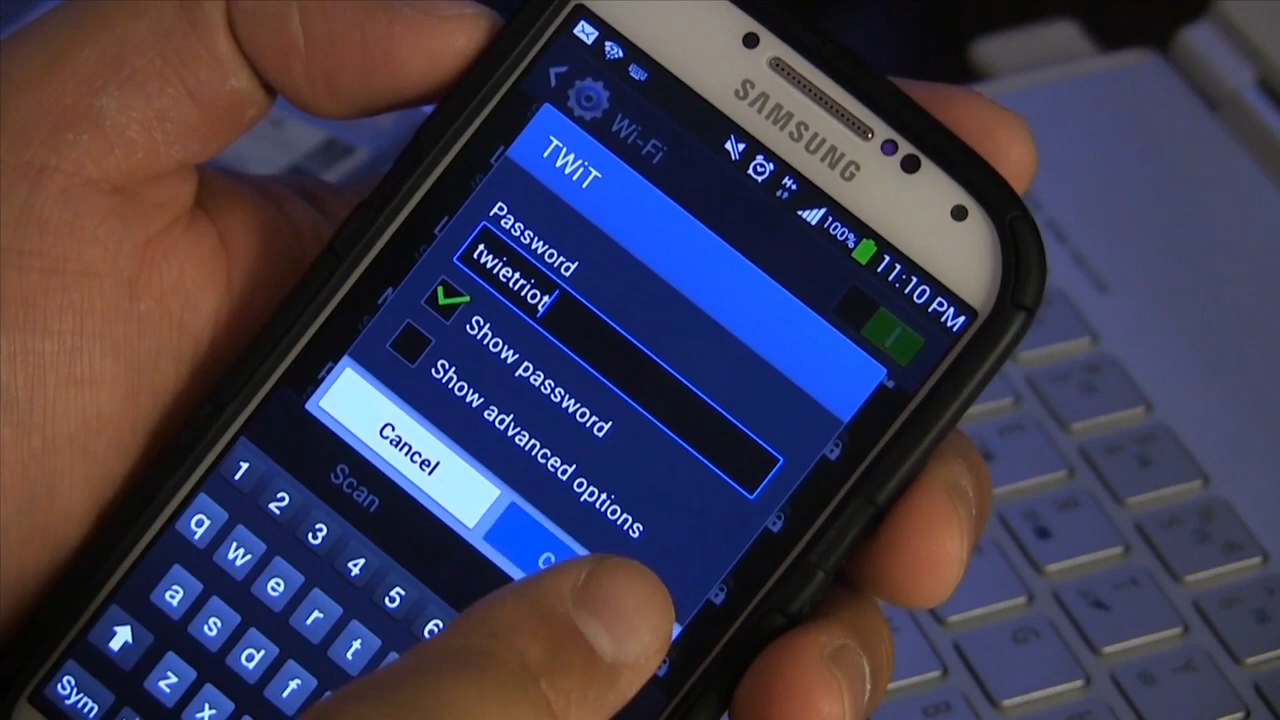 SAMSUNG
H+
100%
11:10 PM
Wi-Fi
TWiT
Password
twietriot
Show password
Show advanced options
Cancel
C
Scan
1 2 3 4 5 6
q w e r t
a s d f
z x
Sym